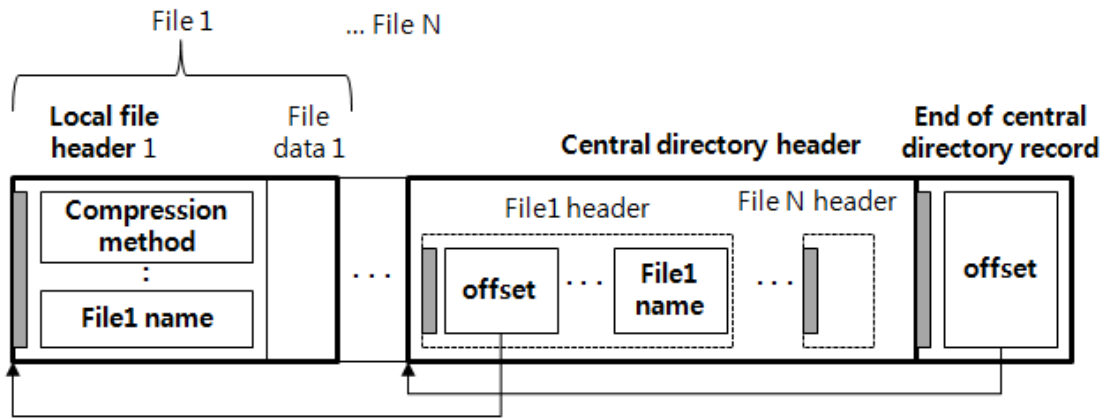 File 1
... File N
Local file
header 1
File
data 1
Central directory header
End of central
directory record
Compression
method
:
File1 name
...
File1 header
offset
...
File1
name
...
File N header
offset